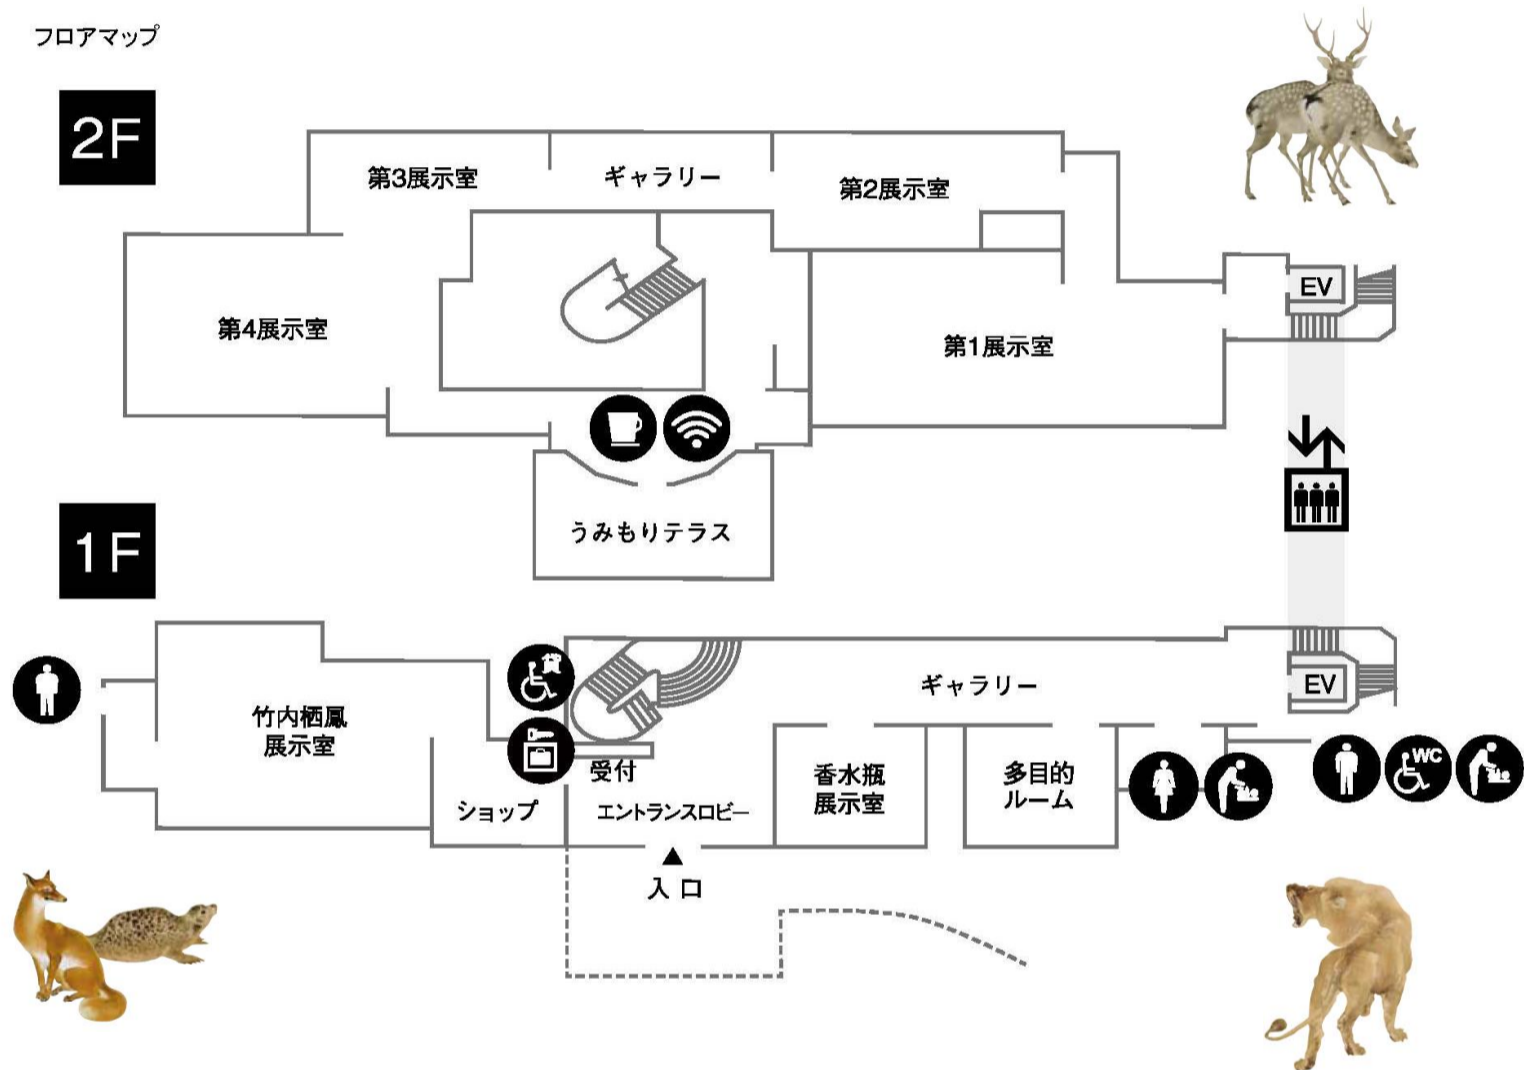 フロアマップ
2F
第3展示室
ギャラリー
第2展示室
EV
第4展示室
第1展示室
うみもりテラス
1F
貸
ギャラリー
EV
竹内栖鳳
展示室
受付
香水瓶
展示室
多目的
ルーム
WC
ショップ
エントランスロビー
入口